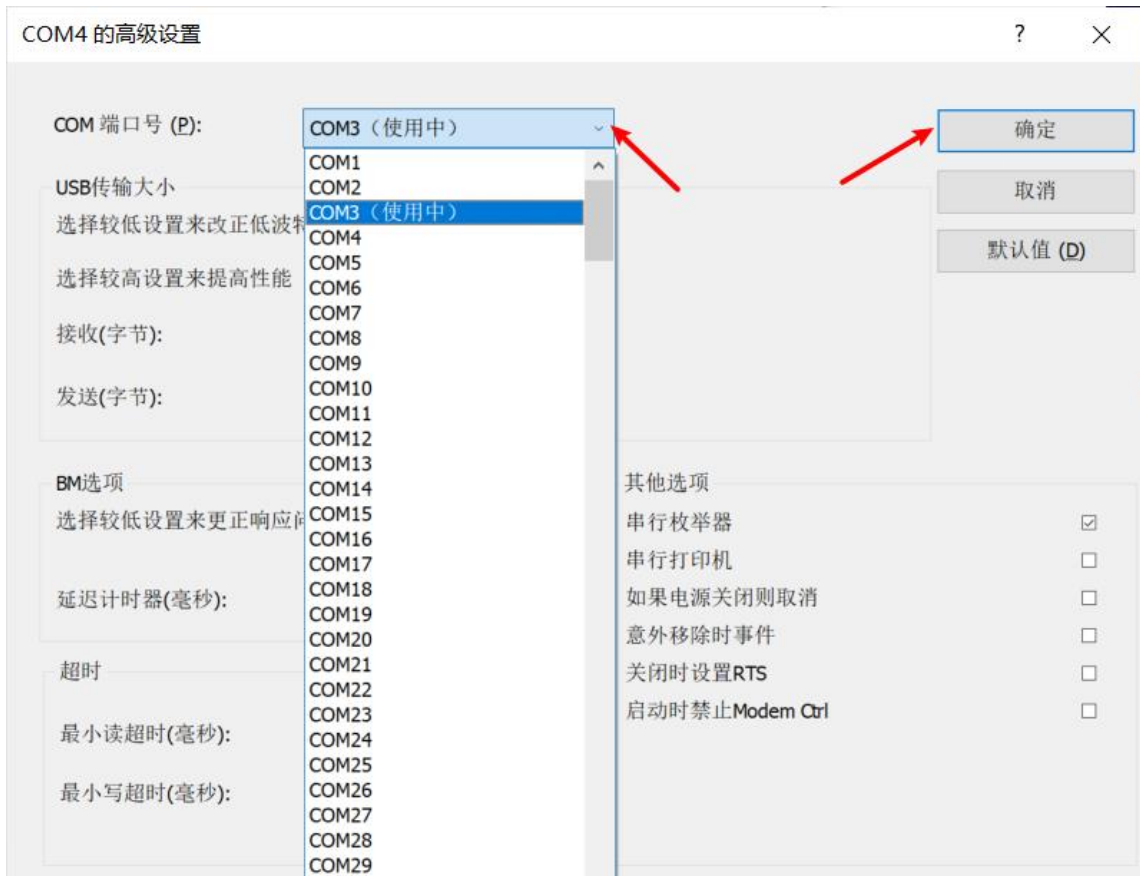 COM4 的高级设置
?
COM 端口号 (P):
COM3（使用中）
确定
取消
默认值 (D)
COM1
COM2
COM3（使用中）
COM4
COM5
COM6
COM7
COM8
COM9
COM10
COM11
COM12
COM13
COM14
COM15
COM16
COM17
COM18
COM19
COM20
COM21
COM22
COM23
COM24
COM25
COM26
COM27
COM28
COM29
USB传输大小
选择较低设置来改正低波
选择较高设置来提高性能
接收(字节):
发送(字节):
BM选项
选择较低设置来更正响应
延迟计时器(毫秒):
超时
最小读超时(毫秒):
最小写超时(毫秒):
其他选项
串行枚举器
串行打印机
如果电源关闭则取消
意外移除时事件
关闭时设置RTS
启动时禁止Modem Ctrl